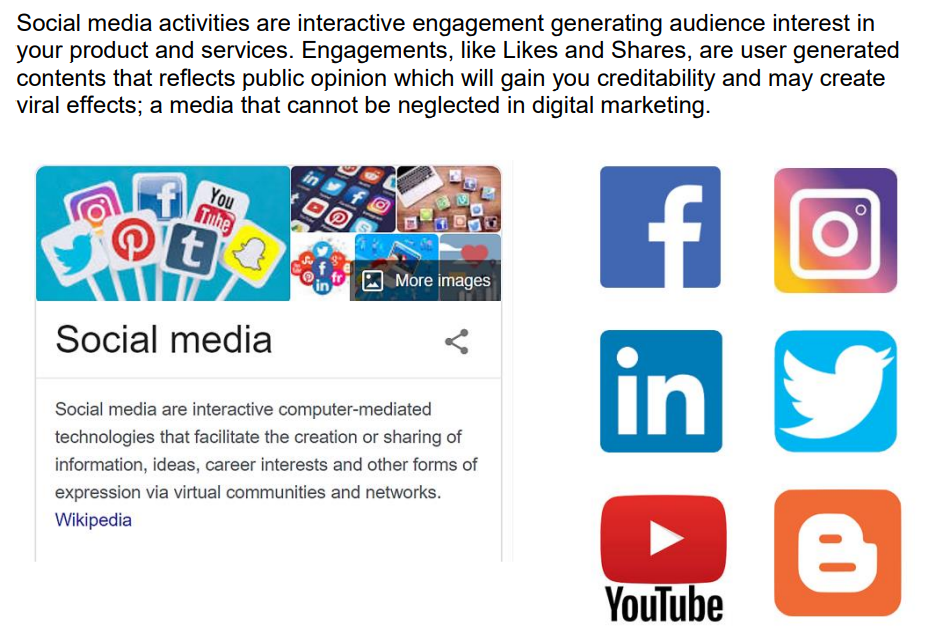 Social media activities are interactive engagement generating audience interest in
your product and services. Engagements, like Likes and Shares, are user generated
contents that reflects public opinion which will gain you creditability and may create
viral effects; a media that cannot be neglected in digital marketing.
You
Tube
More images
Social media
Social media are interactive computer-mediated
technologies that facilitate the creation or sharing of
information, ideas, career interests and other forms of
expression via virtual communities and networks.
Wikipedia
in
YouTube